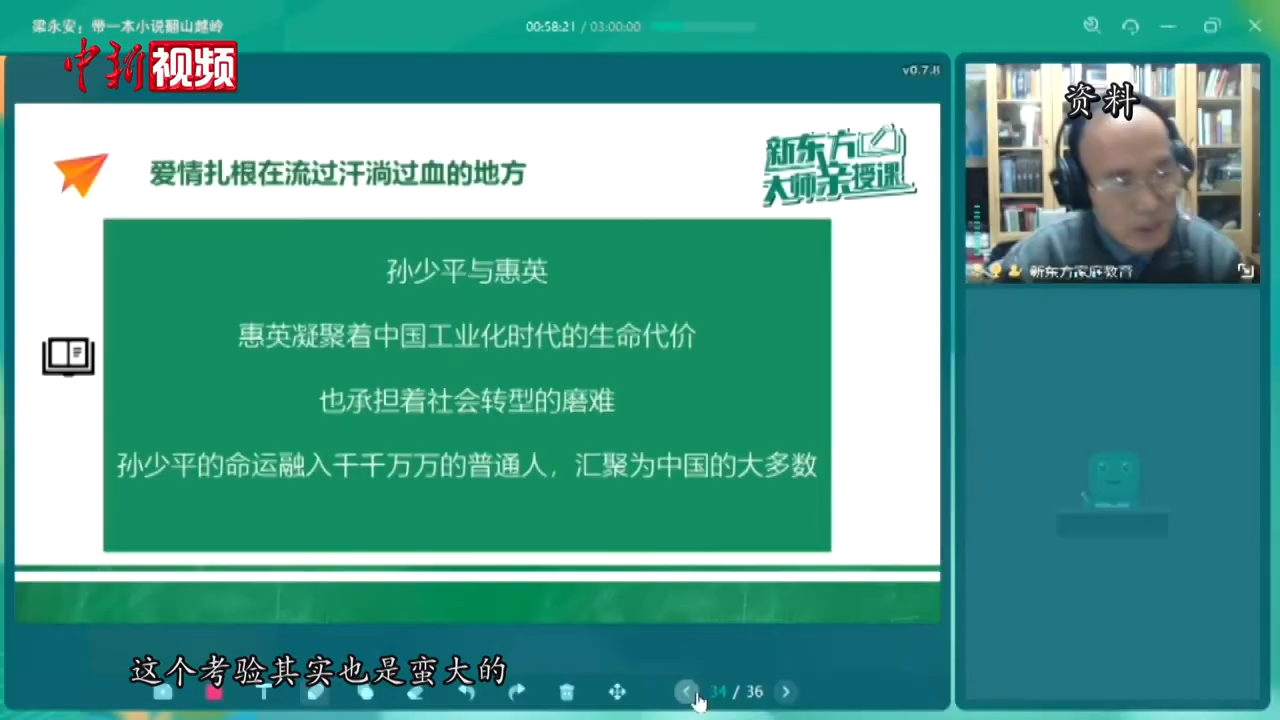 梁永安：带一本小说翻山越岭
00:58:21 / 03:00:00
中新视频
v0.7.8
资料
爱情扎根在流过汗淌过血的地方
新东方
大师亲授课
孙少平与惠英
惠英凝聚着中国工业化时代的生命代价
也承担着社会转型的磨难
孙少平的命运融入千千万万的普通人，汇聚为中国的大多数
新东方家庭教育
这个考验其实也是蛮大的
T
34 / 36